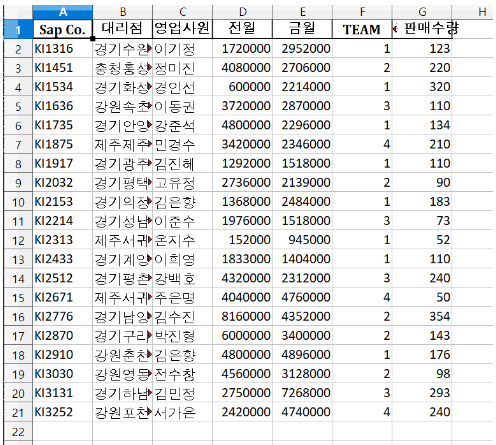 A B C D E F G H
1 Sap Co. 대리점 영업사원 전월 금월 TEAM 총 판매수량
2 KI1316 경기수원 이기정 1720000 2952000 1 123
3 KI1451 충청홍성 정미진 4080000 2706000 2 220
4 KI1534 경기화성 경인선 600000 2214000 1 320
5 KI1636 강원속초 이동권 3720000 2870000 3 110
6 KI1735 경기안양 강준석 4800000 2296000 1 134
7 KI1875 제주제주 민경수 3420000 2346000 4 210
8 KI1917 경기광주 김진혜 1292000 1518000 1 110
9 KI2032 경기평택 고유정 2736000 2139000 2 90
10 KI2153 경기의정 김은향 1368000 2484000 1 183
11 KI2214 경기성남 이준수 1976000 1518000 3 73
12 KI2313 제주서귀 온지수 152000 945000 1 52
13 KI2433 경기계양 이희영 1833000 1404000 1 110
14 KI2512 경기평촌 강백호 4320000 2312000 3 240
15 KI2671 제주서귀 주은명 4040000 4760000 4 50
16 KI2776 경기남양 김수진 8160000 4352000 2 354
17 KI2870 경기구리 박진형 6000000 3400000 2 143
18 KI2910 강원춘천 김은향 4800000 4896000 1 176
19 KI3030 강원영동 전수창 4560000 3128000 2 98
20 KI3131 경기하남 김민정 2750000 7268000 3 293
21 KI3252 강원포천 서가은 2420000 4740000 4 240
22